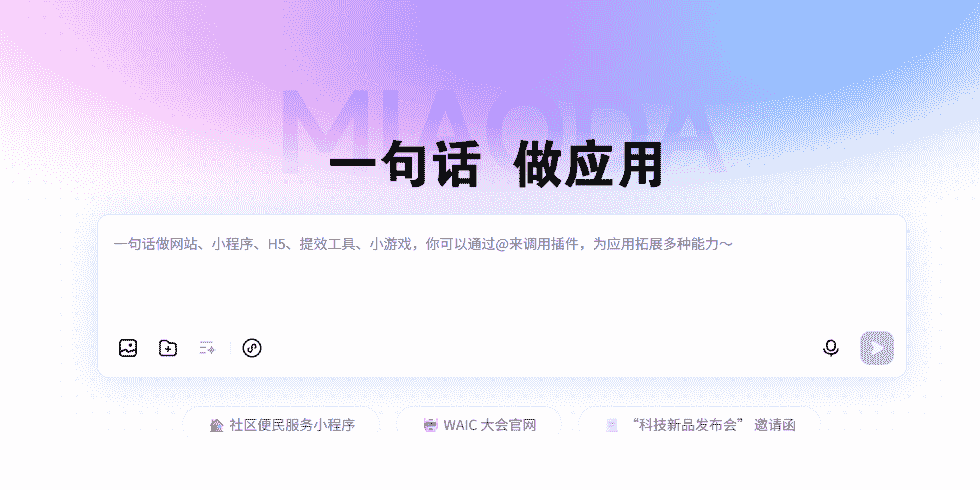 MIAODA
一句话 做应用
一句话做网站、小程序、H5、提效工具、小游戏，你可以通过@来调用插件，为应用拓展多种能力～
社区便民服务小程序
WAIC 大会官网
“科技新品发布会” 邀请函